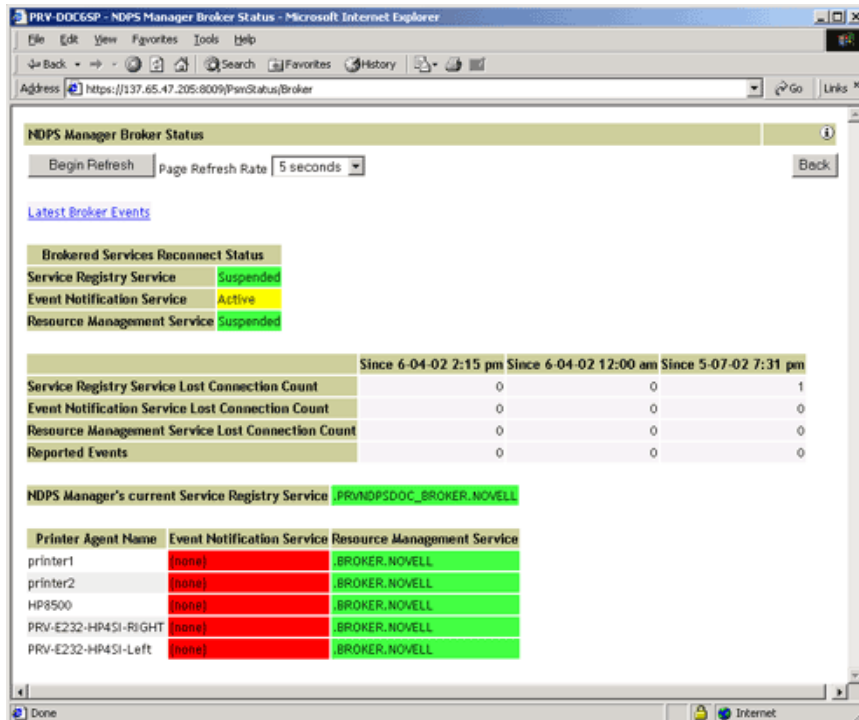 PRV-DOC6SP - NDPS Manager Broker Status - Microsoft Internet Explorer
File Edit View Favorites Tools Help
Back Search Favorites History
Address https://137.65.47.205:8009/PsmStatus/Broker Go Links
NDPS Manager Broker Status
Begin Refresh Page Refresh Rate 5 seconds Back
Latest Broker Events
Brokered Services Reconnect Status
Service Registry Service Suspended
Event Notification Service Active
Resource Management Service Suspended
Since 6-04-02 2:15 pm Since 6-04-02 12:00 am Since 5-07-02 7:31 pm
Service Registry Service Lost Connection Count 0 0 1
Event Notification Service Lost Connection Count 0 0 0
Resource Management Service Lost Connection Count 0 0 0
Reported Events 0 0 0
NDPS Manager's current Service Registry Service .PRVNDPSDOC_BROKER.NOVELL
Printer Agent Name Event Notification Service Resource Management Service
printer1 (none) .BROKER.NOVELL
printer2 (none) .BROKER.NOVELL
HP8500 (none) .BROKER.NOVELL
PRV-E232-HP4SI-RIGHT (none) .BROKER.NOVELL
PRV-E232-HP4SI-Left (none) .BROKER.NOVELL
Done Internet